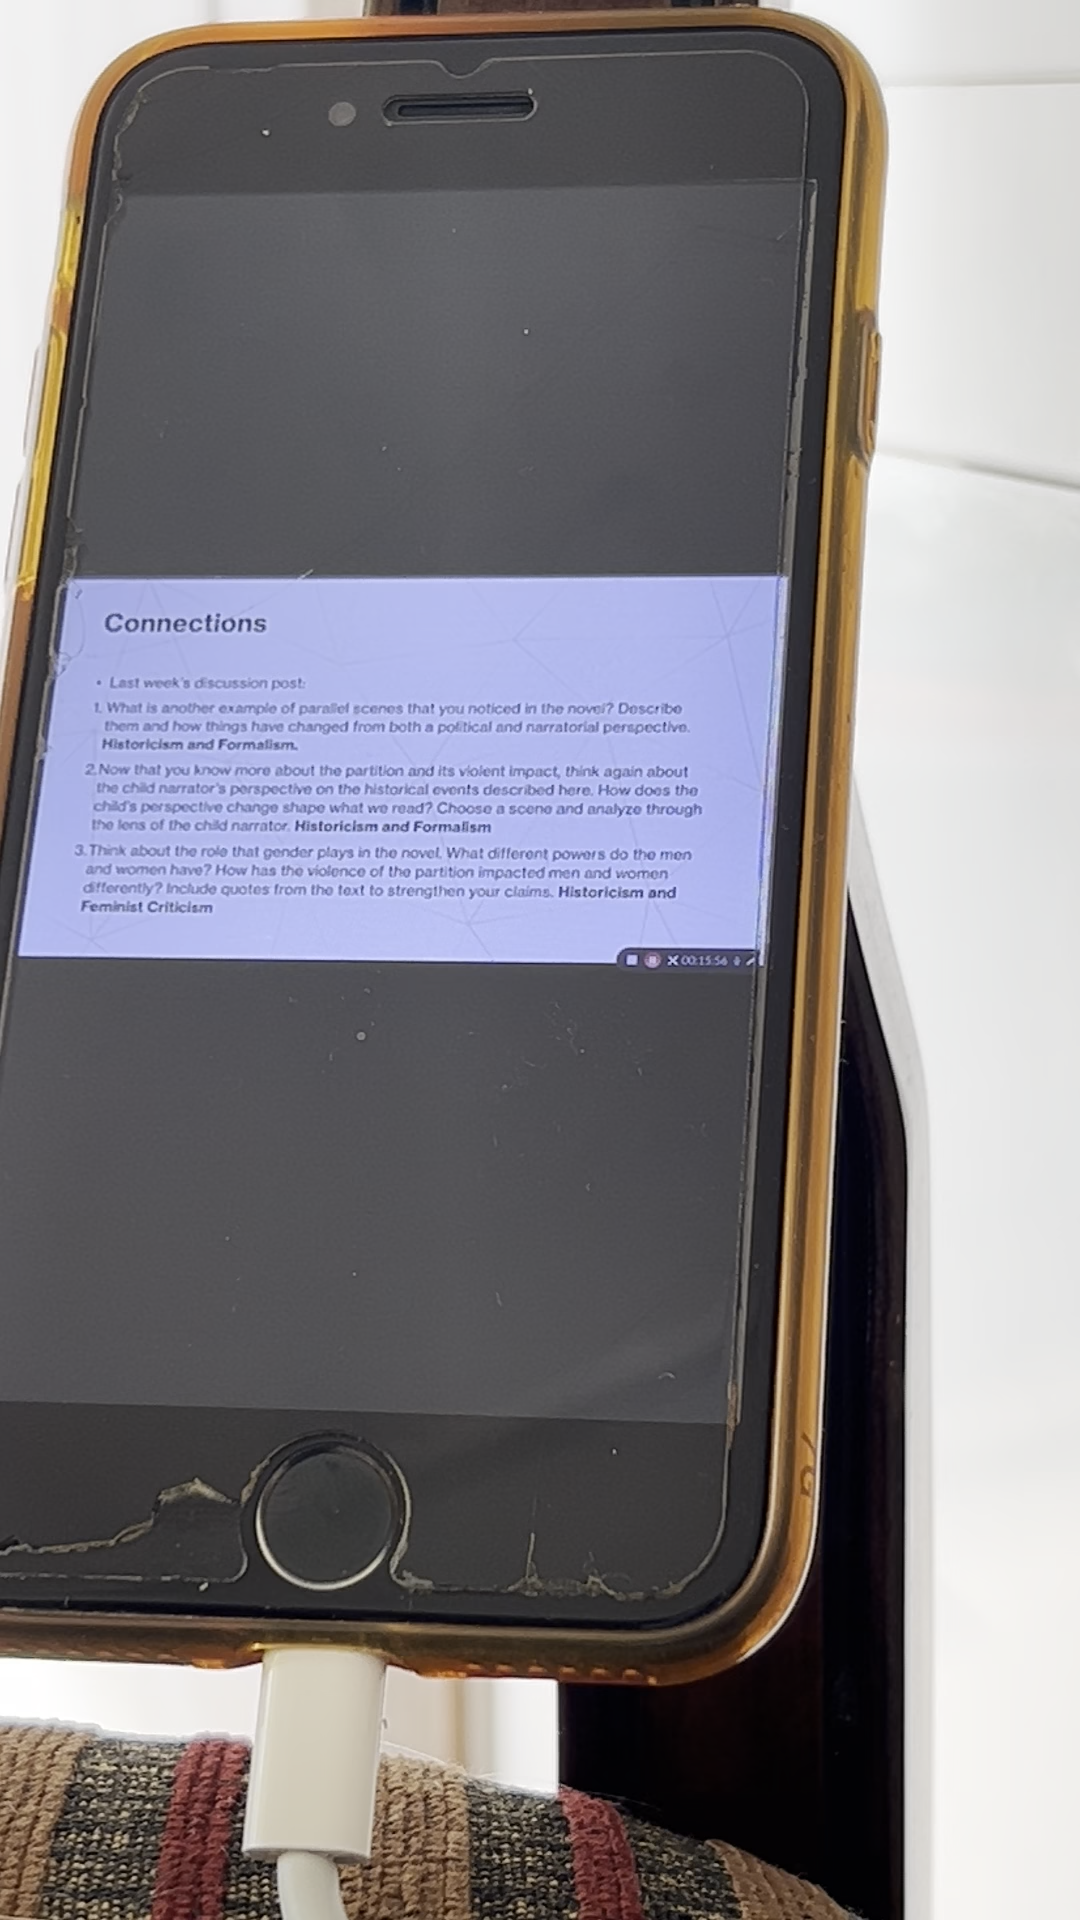 Connections
• Last week's discussion post:
1. What is another example of parallel scenes that you noticed in the novel? Describe
them and how things have changed from both a political and narratorial perspective.
Historicism and Formalism.
2. Now that you know more about the partition and its violent impact, think again about
the child narrator's perspective on the historical events described here. How does the
child's perspective change shape what we read? Choose a scene and analyze through
the lens of the child narrator. Historicism and Formalism
3. Think about the role that gender plays in the novel. What different powers do the men
and women have? How has the violence of the partition impacted men and women
differently? Include quotes from the text to strengthen your claims. Historicism and
Feminist Criticism
00:15:56